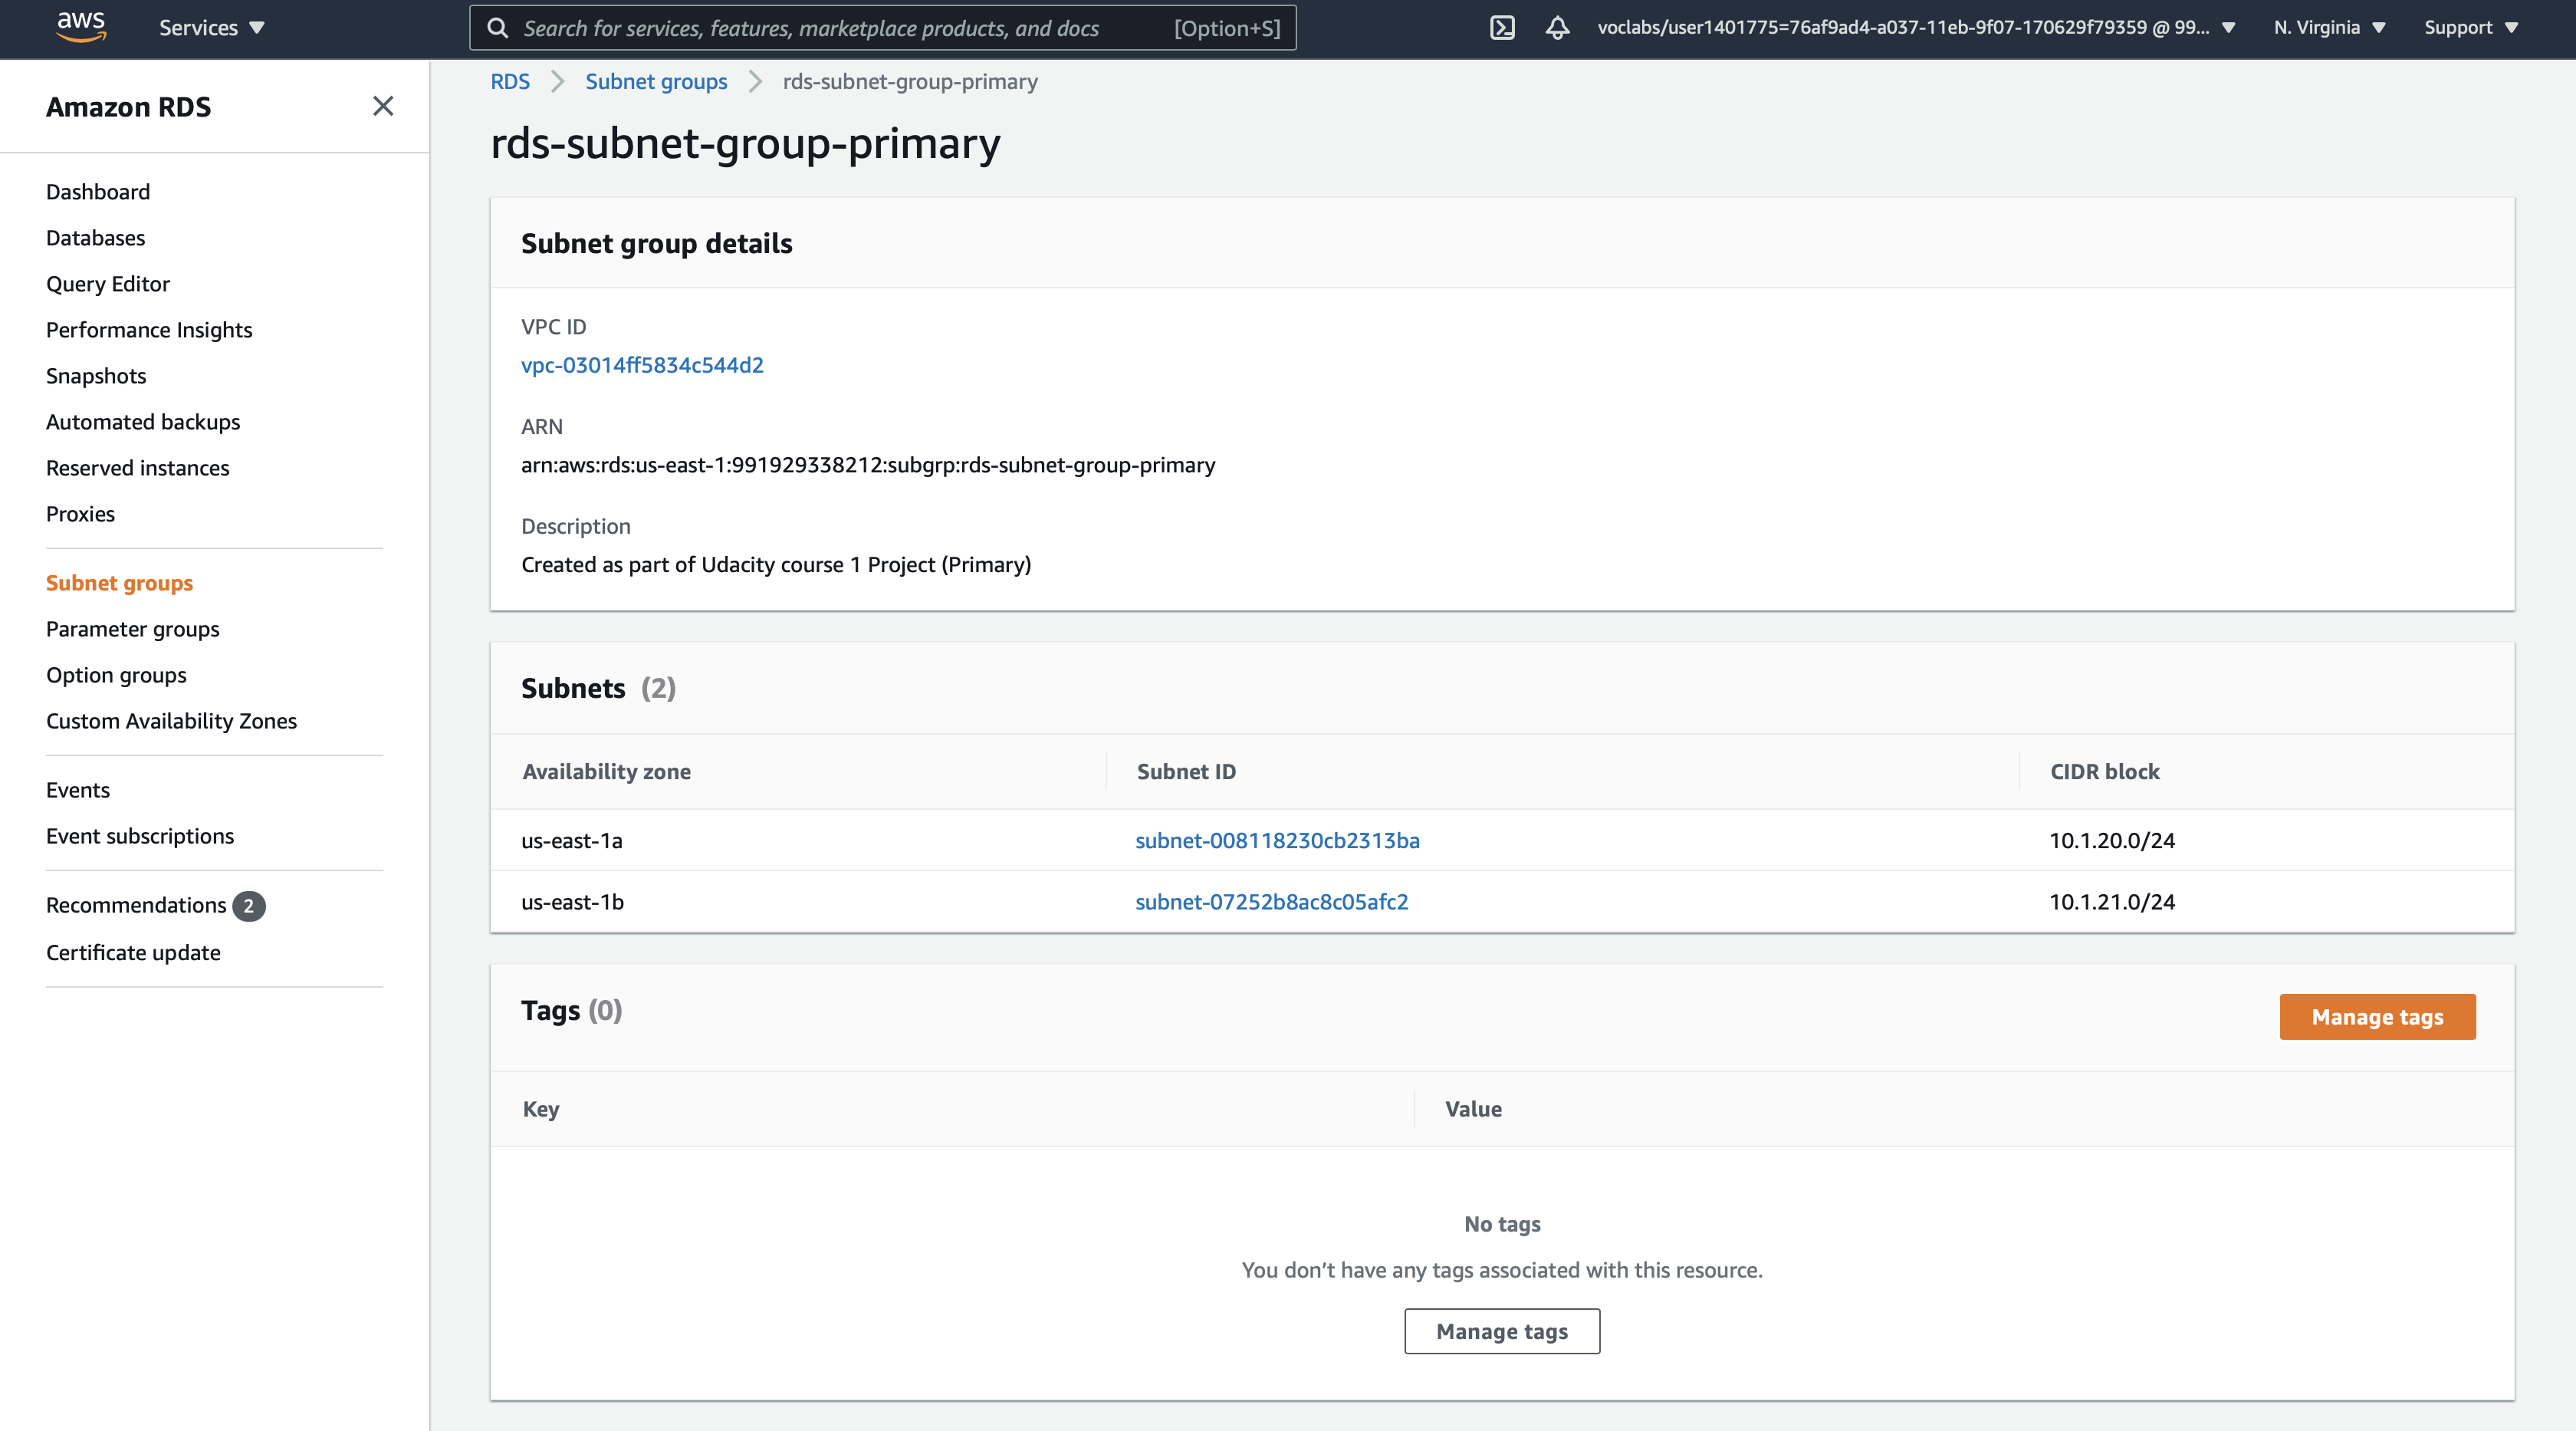 aws
Services
Search for services, features, marketplace products, and docs [Option+S]
voclabs/user1401775=76af9ad4-a037-11eb-9f07-170629f79359 @ 99...
N. Virginia
Support
Amazon RDS
Dashboard
Databases
Query Editor
Performance Insights
Snapshots
Automated backups
Reserved instances
Proxies
Subnet groups
Parameter groups
Option groups
Custom Availability Zones
Events
Event subscriptions
Recommendations 2
Certificate update
RDS > Subnet groups > rds-subnet-group-primary
rds-subnet-group-primary
Subnet group details
VPC ID
vpc-03014ff5834c544d2
ARN
arn:aws:rds:us-east-1:991929338212:subgrp:rds-subnet-group-primary
Description
Created as part of Udacity course 1 Project (Primary)
Subnets (2)
Availability zone Subnet ID CIDR block
us-east-1a subnet-008118230cb2313ba 10.1.20.0/24
us-east-1b subnet-07252b8ac8c05afc2 10.1.21.0/24
Tags (0)
Manage tags
Key Value
No tags
You don’t have any tags associated with this resource.
Manage tags